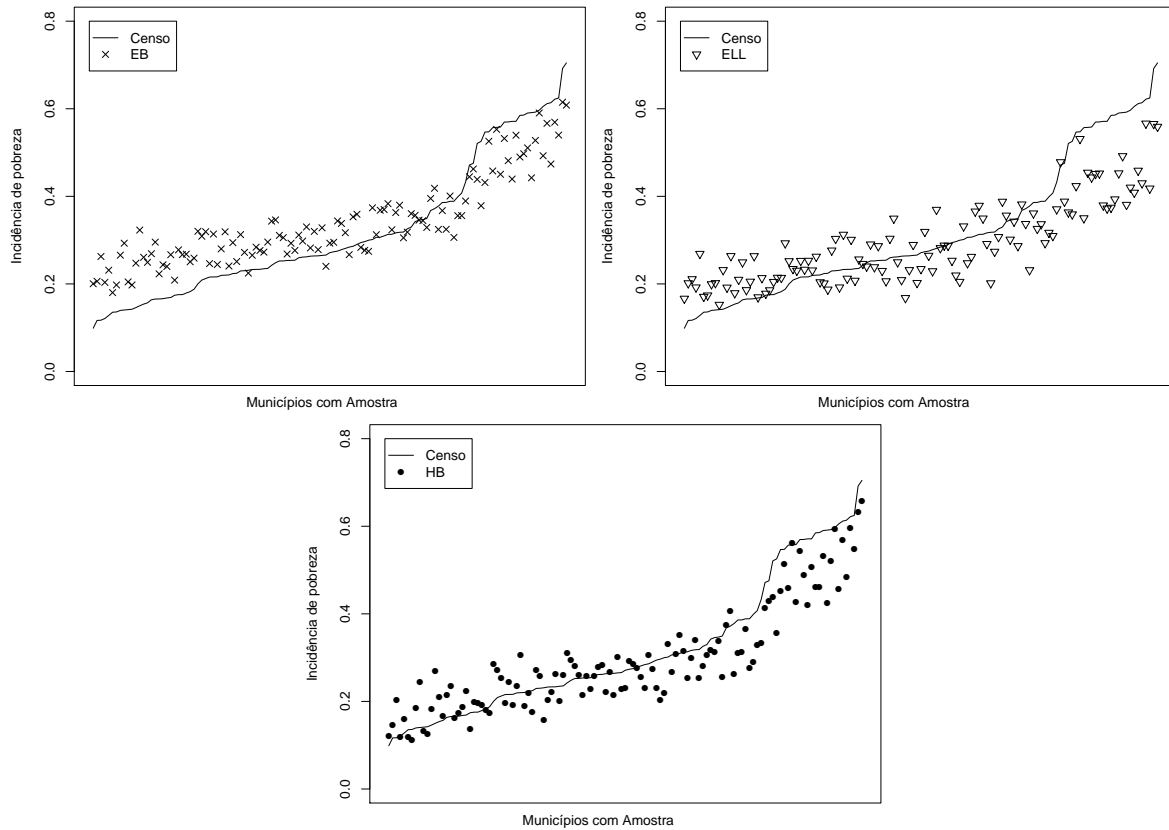 Censo
EB
0.8
0.6
0.4
0.2
0.0
Incidência de pobreza
Municípios com Amostra
Censo
ELL
0.8
0.6
0.4
0.2
0.0
Incidência de pobreza
Municípios com Amostra
Censo
HB
0.8
0.6
0.4
0.2
0.0
Incidência de pobreza
Municípios com Amostra